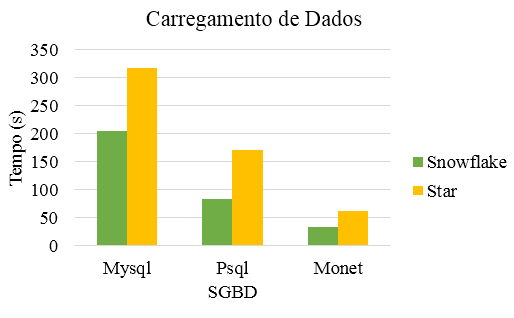 Carregamento de Dados
350
300
250
200
150
100
50
0
Tempo (s)
Mysql Psql Monet
SGBD
Snowflake
Star